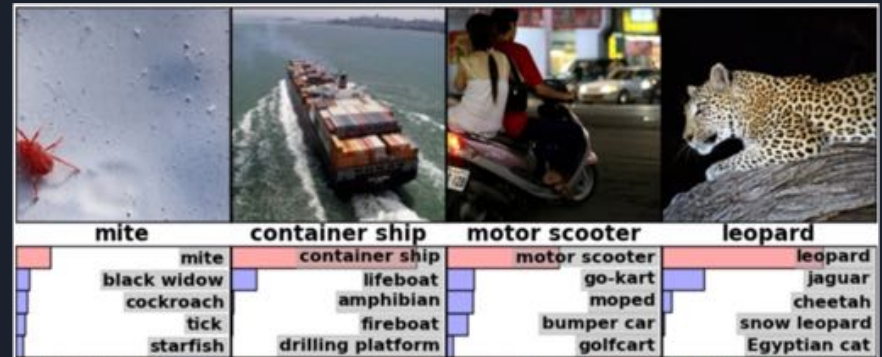 mite
container ship
motor scooter
leopard
mite
black widow
cockroach
tick
starfish
container ship
lifeboat
amphibian
fireboat
drilling platform
motor scooter
go-kart
moped
bumper car
golfcart
leopard
jaguar
cheetah
snow leopard
Egyptian cat